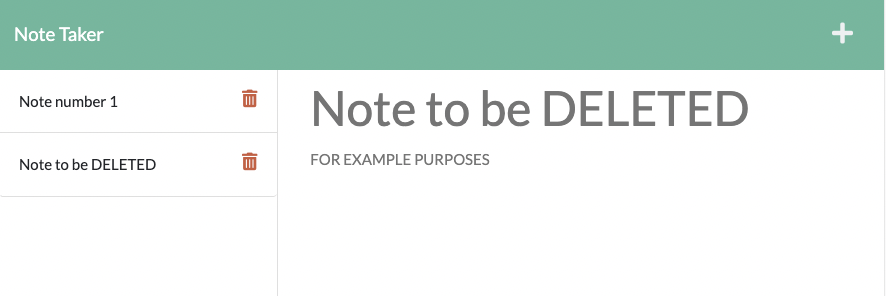 Note Taker
Note number 1
Note to be DELETED
Note to be DELETED
FOR EXAMPLE PURPOSES